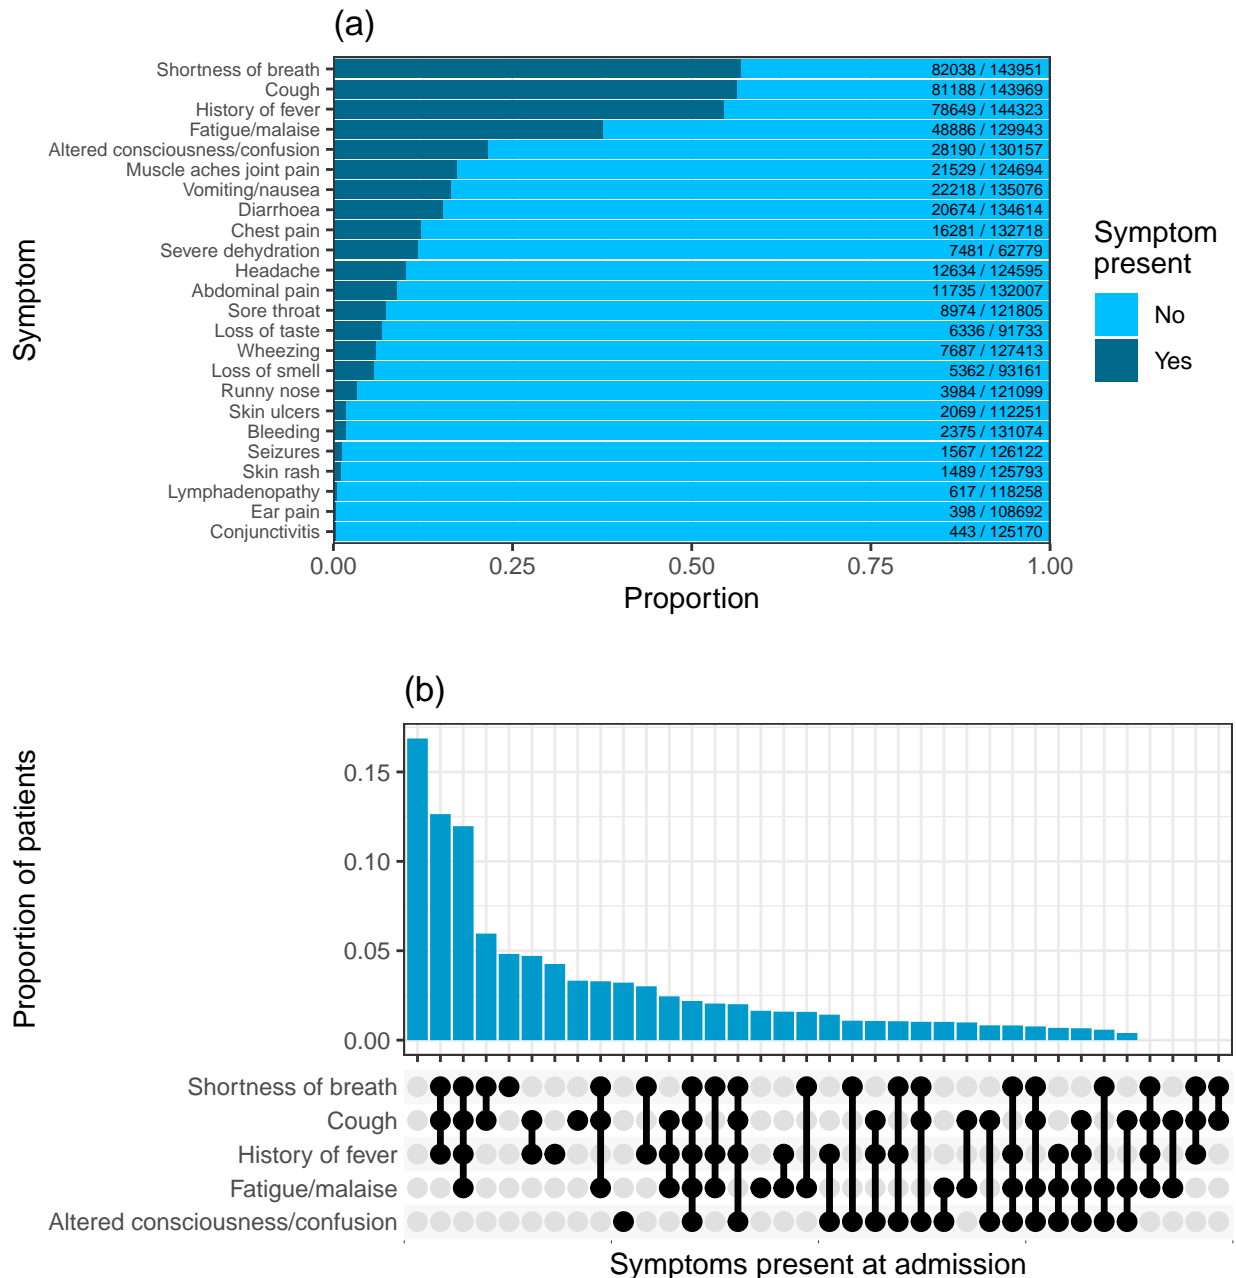 (a)
Symptom
Shortness of breath 82038 / 143951
Cough 81188 / 143969
History of fever 78649 / 144323
Fatigue/malaise 48886 / 129943
Altered consciousness/confusion 28190 / 130157
Muscle aches joint pain 21529 / 124694
Vomiting/nausea 22218 / 135076
Diarrhoea 20674 / 134614
Chest pain 16281 / 132718
Severe dehydration 7481 / 62779
Headache 12634 / 124595
Abdominal pain 11735 / 132007
Sore throat 8974 / 121805
Loss of taste 6336 / 91733
Wheezing 7687 / 127413
Loss of smell 5362 / 93161
Runny nose 3984 / 121099
Skin ulcers 2069 / 112251
Bleeding 2375 / 131074
Seizures 1567 / 126122
Skin rash 1489 / 125793
Lymphadenopathy 617 / 118258
Ear pain 398 / 108692
Conjunctivitis 443 / 125170
0.00 0.25 0.50 0.75 1.00
Proportion
Symptom
present
No
Yes
(b)
Proportion of patients
0.15
0.10
0.05
0.00
Shortness of breath
Cough
History of fever
Fatigue/malaise
Altered consciousness/confusion
Symptoms present at admission